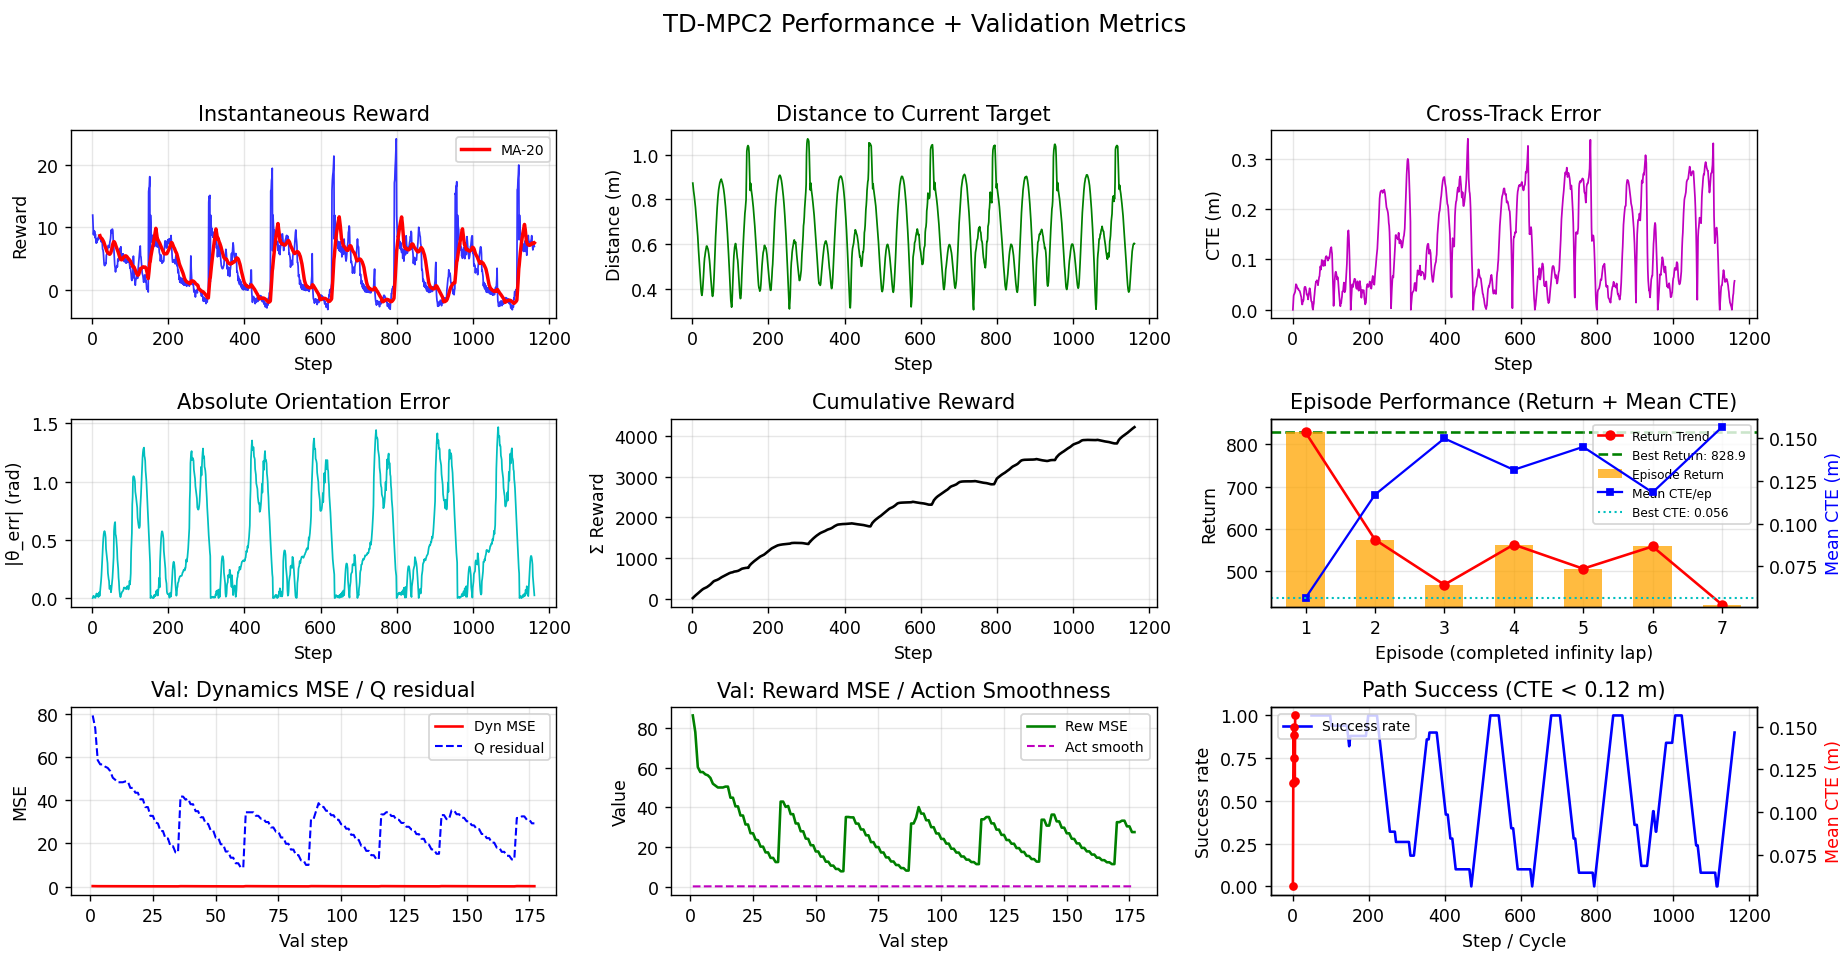 TD-MPC2 Performance + Validation Metrics
Instantaneous Reward
Reward
20
10
0
MA-20
0 200 400 600 800 1000 1200
Step
Distance to Current Target
Distance (m)
1.0
0.8
0.6
0.4
0 200 400 600 800 1000 1200
Step
Cross-Track Error
CTE (m)
0.3
0.2
0.1
0.0
0 200 400 600 800 1000 1200
Step
Absolute Orientation Error
|θ_err| (rad)
1.5
1.0
0.5
0.0
0 200 400 600 800 1000 1200
Step
Cumulative Reward
Σ Reward
4000
3000
2000
1000
0
0 200 400 600 800 1000 1200
Step
Episode Performance (Return + Mean CTE)
Return
800
700
600
500
Return Trend
Best Return: 828.9
Episode Return
Mean CTE/ep
Best CTE: 0.056
0.150
0.125
0.100
0.075
Mean CTE (m)
1 2 3 4 5 6 7
Episode (completed infinity lap)
Val: Dynamics MSE / Q residual
MSE
80
60
40
20
0
Dyn MSE
Q residual
0 25 50 75 100 125 150 175
Val step
Val: Reward MSE / Action Smoothness
Value
80
60
40
20
0
Rew MSE
Act smooth
0 25 50 75 100 125 150 175
Val step
Path Success (CTE < 0.12 m)
Success rate
1.00
0.75
0.50
0.25
0.00
Success rate
0.150
0.125
0.100
0.075
Mean CTE (m)
0 200 400 600 800 1000 1200
Step / Cycle